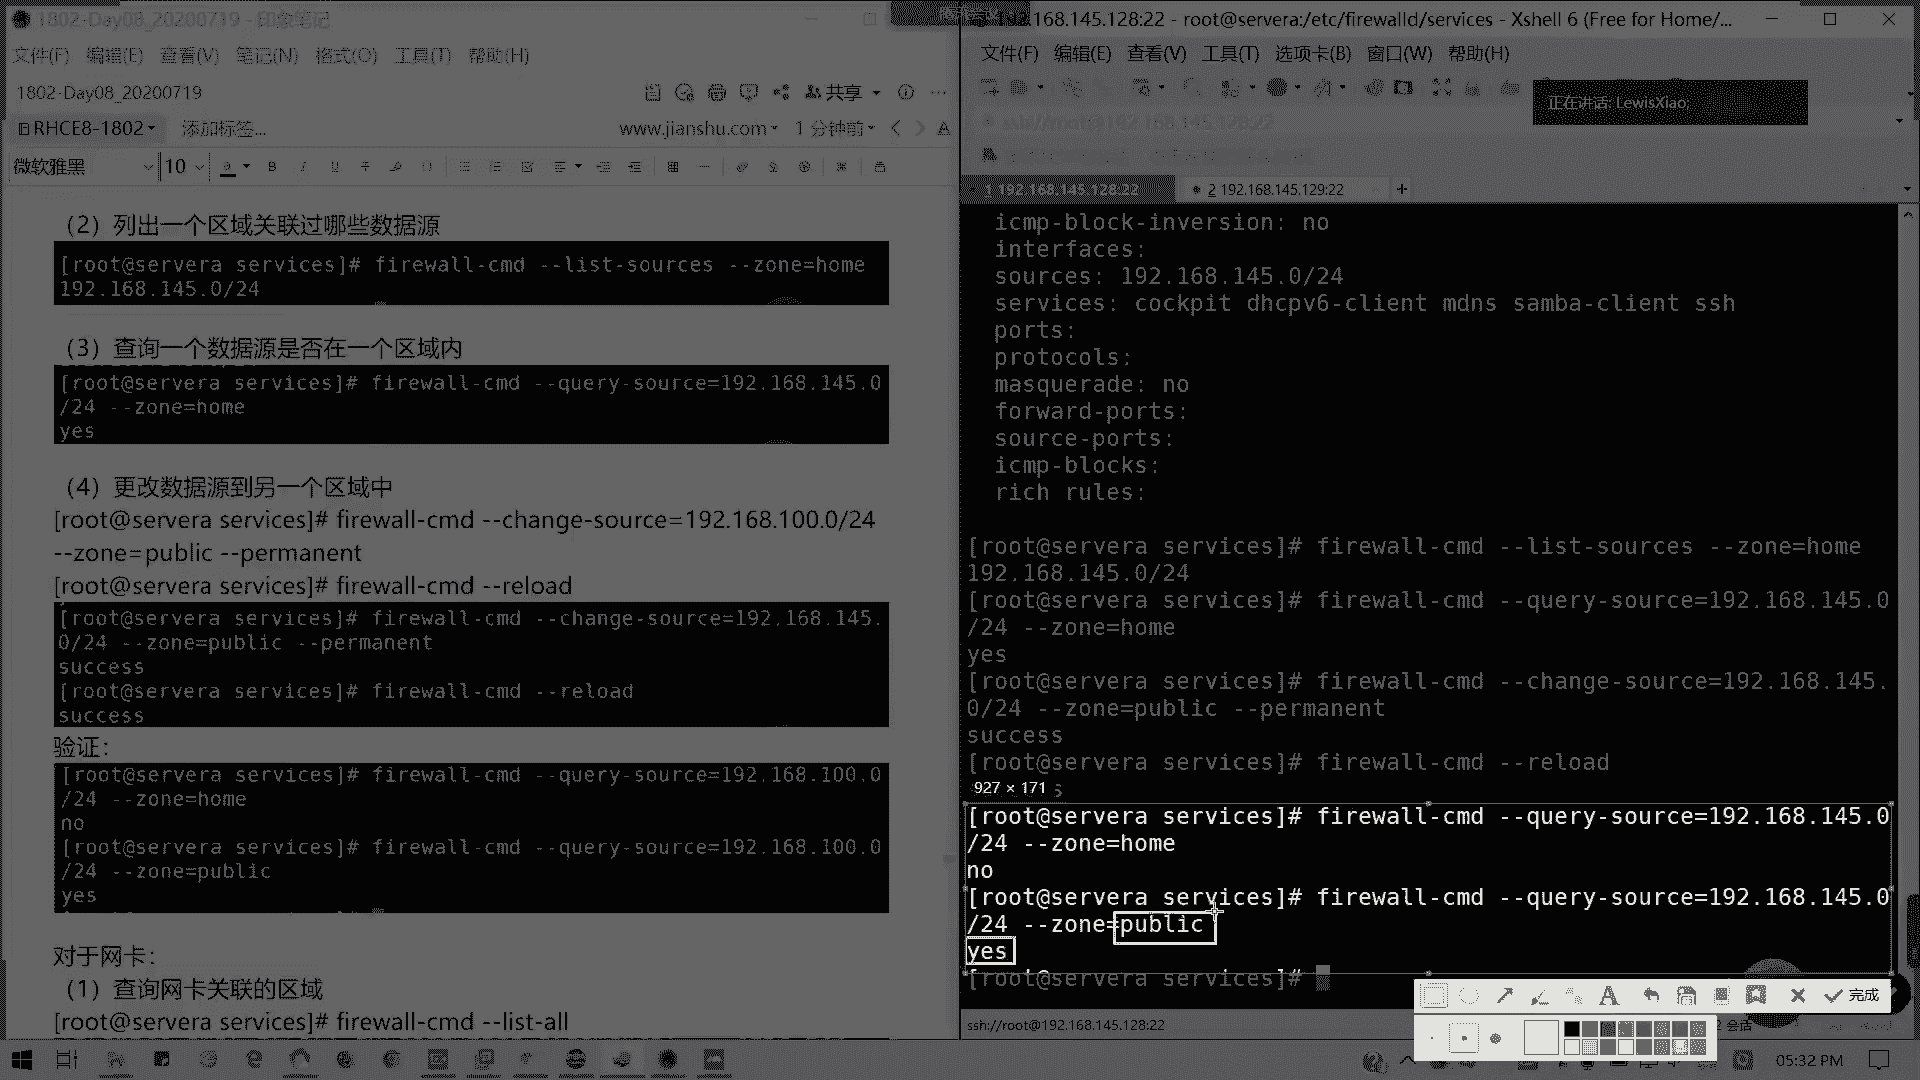 1802-Day08_20200719 - 印象笔记
文件(F) 编辑(E) 查看(V) 笔记(N) 格式(O) 工具(T) 帮助(H)
1802-Day08_20200719
共享
RHCE8-1802
添加标签...
www.jianshu.com
1 分钟前
微软雅黑
10
（2）列出一个区域关联过哪些数据源
[root@servera services]# firewall-cmd --list-sources --zone=home
192.168.145.0/24
（3）查询一个数据源是否在一个区域内
[root@servera services]# firewall-cmd --query-source=192.168.145.0
/24 --zone=home
yes
（4）更改数据源到另一个区域中
[root@servera services]# firewall-cmd --change-source=192.168.100.0/24
--zone=public --permanent
[root@servera services]# firewall-cmd --reload
[root@servera services]# firewall-cmd --change-source=192.168.145.
0/24 --zone=public --permanent
success
[root@servera services]# firewall-cmd --reload
success
验证：
[root@servera services]# firewall-cmd --query-source=192.168.100.0
/24 --zone=home
no
[root@servera services]# firewall-cmd --query-source=192.168.100.0
/24 --zone=public
yes
对于网卡：
（1）查询网卡关联的区域
[root@servera services]# firewall-cmd --list-all
.168.145.128:22 - root@servera:/etc/firewalld/services - Xshell 6 (Free for Home/...
文件(F) 编辑(E) 查看(V) 工具(T) 选项卡(B) 窗口(W) 帮助(H)
正在讲话: LewisXiao;
ssh://root@192.168.145.128:22
1 192.168.145.128:22
2 192.168.145.129:22
icmp-block-inversion: no
interfaces:
sources: 192.168.145.0/24
services: cockpit dhcpv6-client mdns samba-client ssh
ports:
protocols:
masquerade: no
forward-ports:
source-ports:
icmp-blocks:
rich rules:
[root@servera services]# firewall-cmd --list-sources --zone=home
192.168.145.0/24
[root@servera services]# firewall-cmd --query-source=192.168.145.0
/24 --zone=home
yes
[root@servera services]# firewall-cmd --change-source=192.168.145.
0/24 --zone=public --permanent
success
[root@servera services]# firewall-cmd --reload
927 × 171 s
[root@servera services]# firewall-cmd --query-source=192.168.145.0
/24 --zone=home
no
[root@servera services]# firewall-cmd --query-source=192.168.145.0
/24 --zone=public
yes
[root@servera services]#
完成
ssh://root@192.168.145.128:22
2 会话
05:32 PM